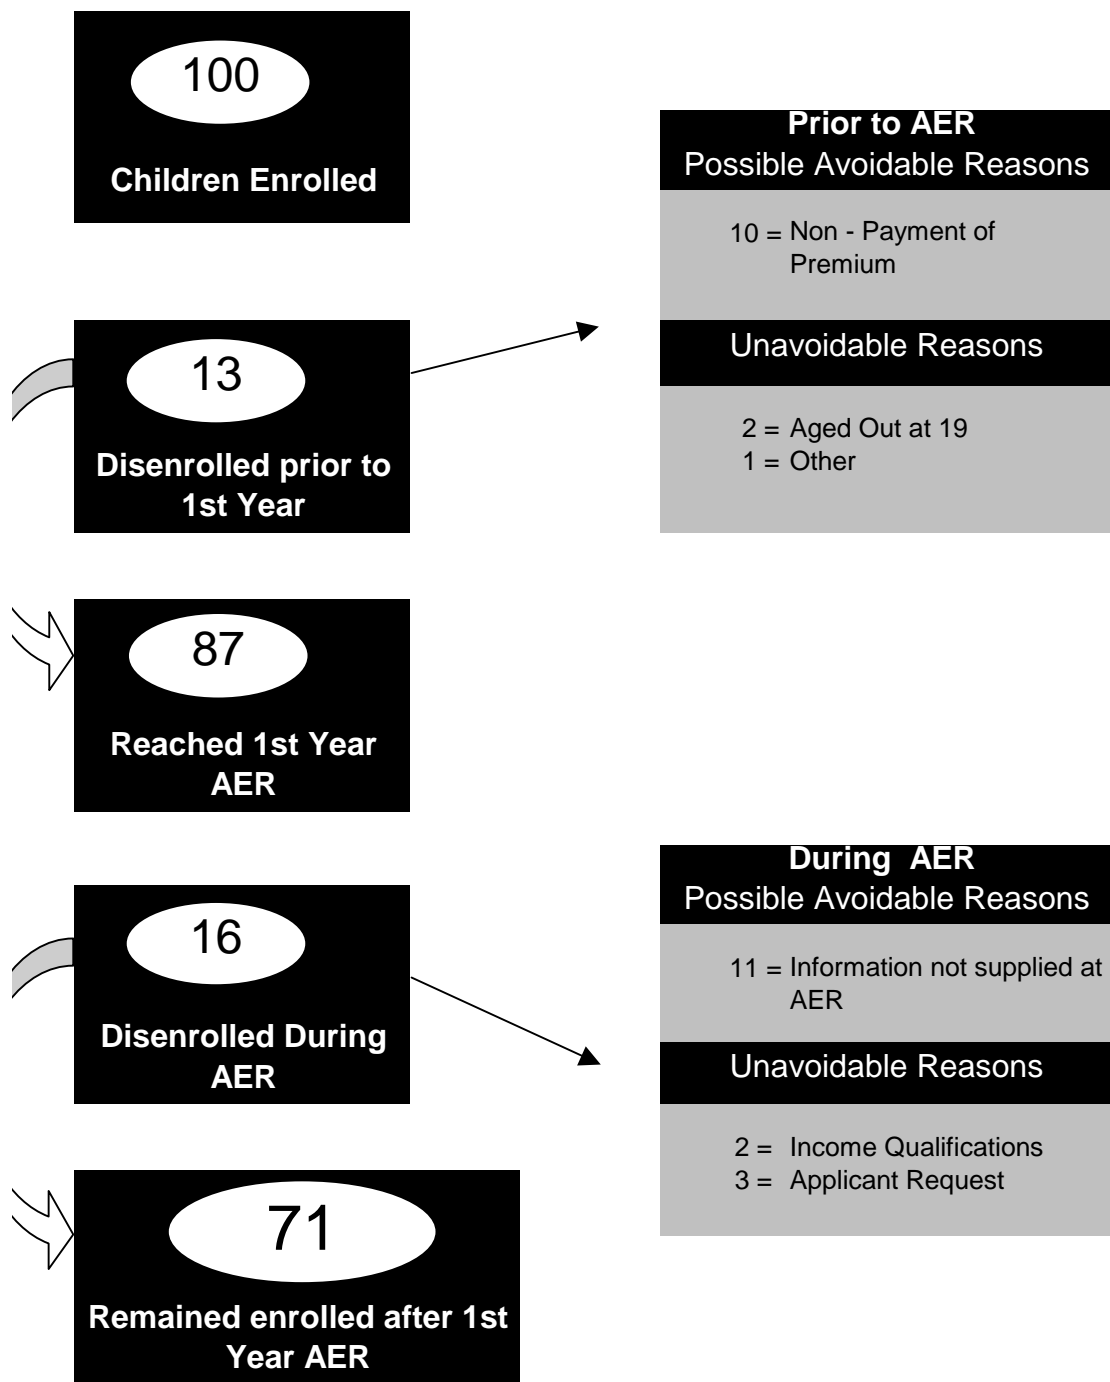 100
Children Enrolled
Prior to AER
Possible Avoidable Reasons
10 = Non - Payment of
Premium
13
Disenrolled prior to
1st Year
Unavoidable Reasons
2 = Aged Out at 19
1 = Other
87
Reached 1st Year
AER
16
Disenrolled During
AER
During AER
Possible Avoidable Reasons
11 = Information not supplied at
AER
Unavoidable Reasons
2 = Income Qualifications
3 = Applicant Request
71
Remained enrolled after 1st
Year AER